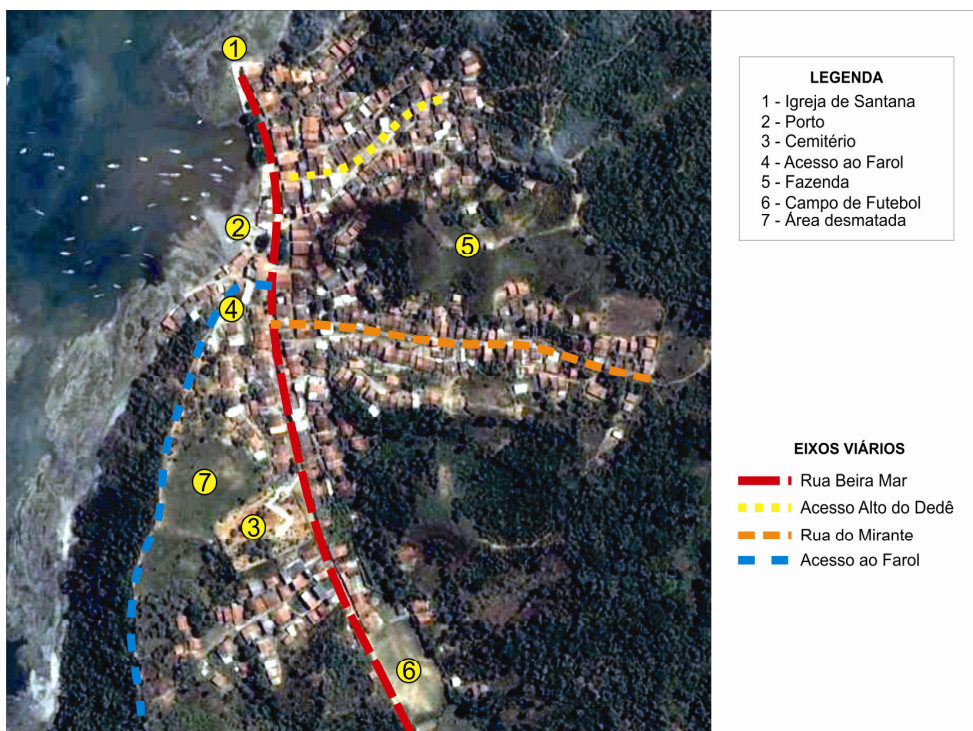 1
2
4
5
7
3
6
LEGENDA
1 - Igreja de Santana
2 - Porto
3 - Cemitério
4 - Acesso ao Farol
5 - Fazenda
6 - Campo de Futebol
7 - Área desmatada
EIXOS VIÁRIOS
Rua Beira Mar
Acesso Alto do Dedê
Rua do Mirante
Acesso ao Farol